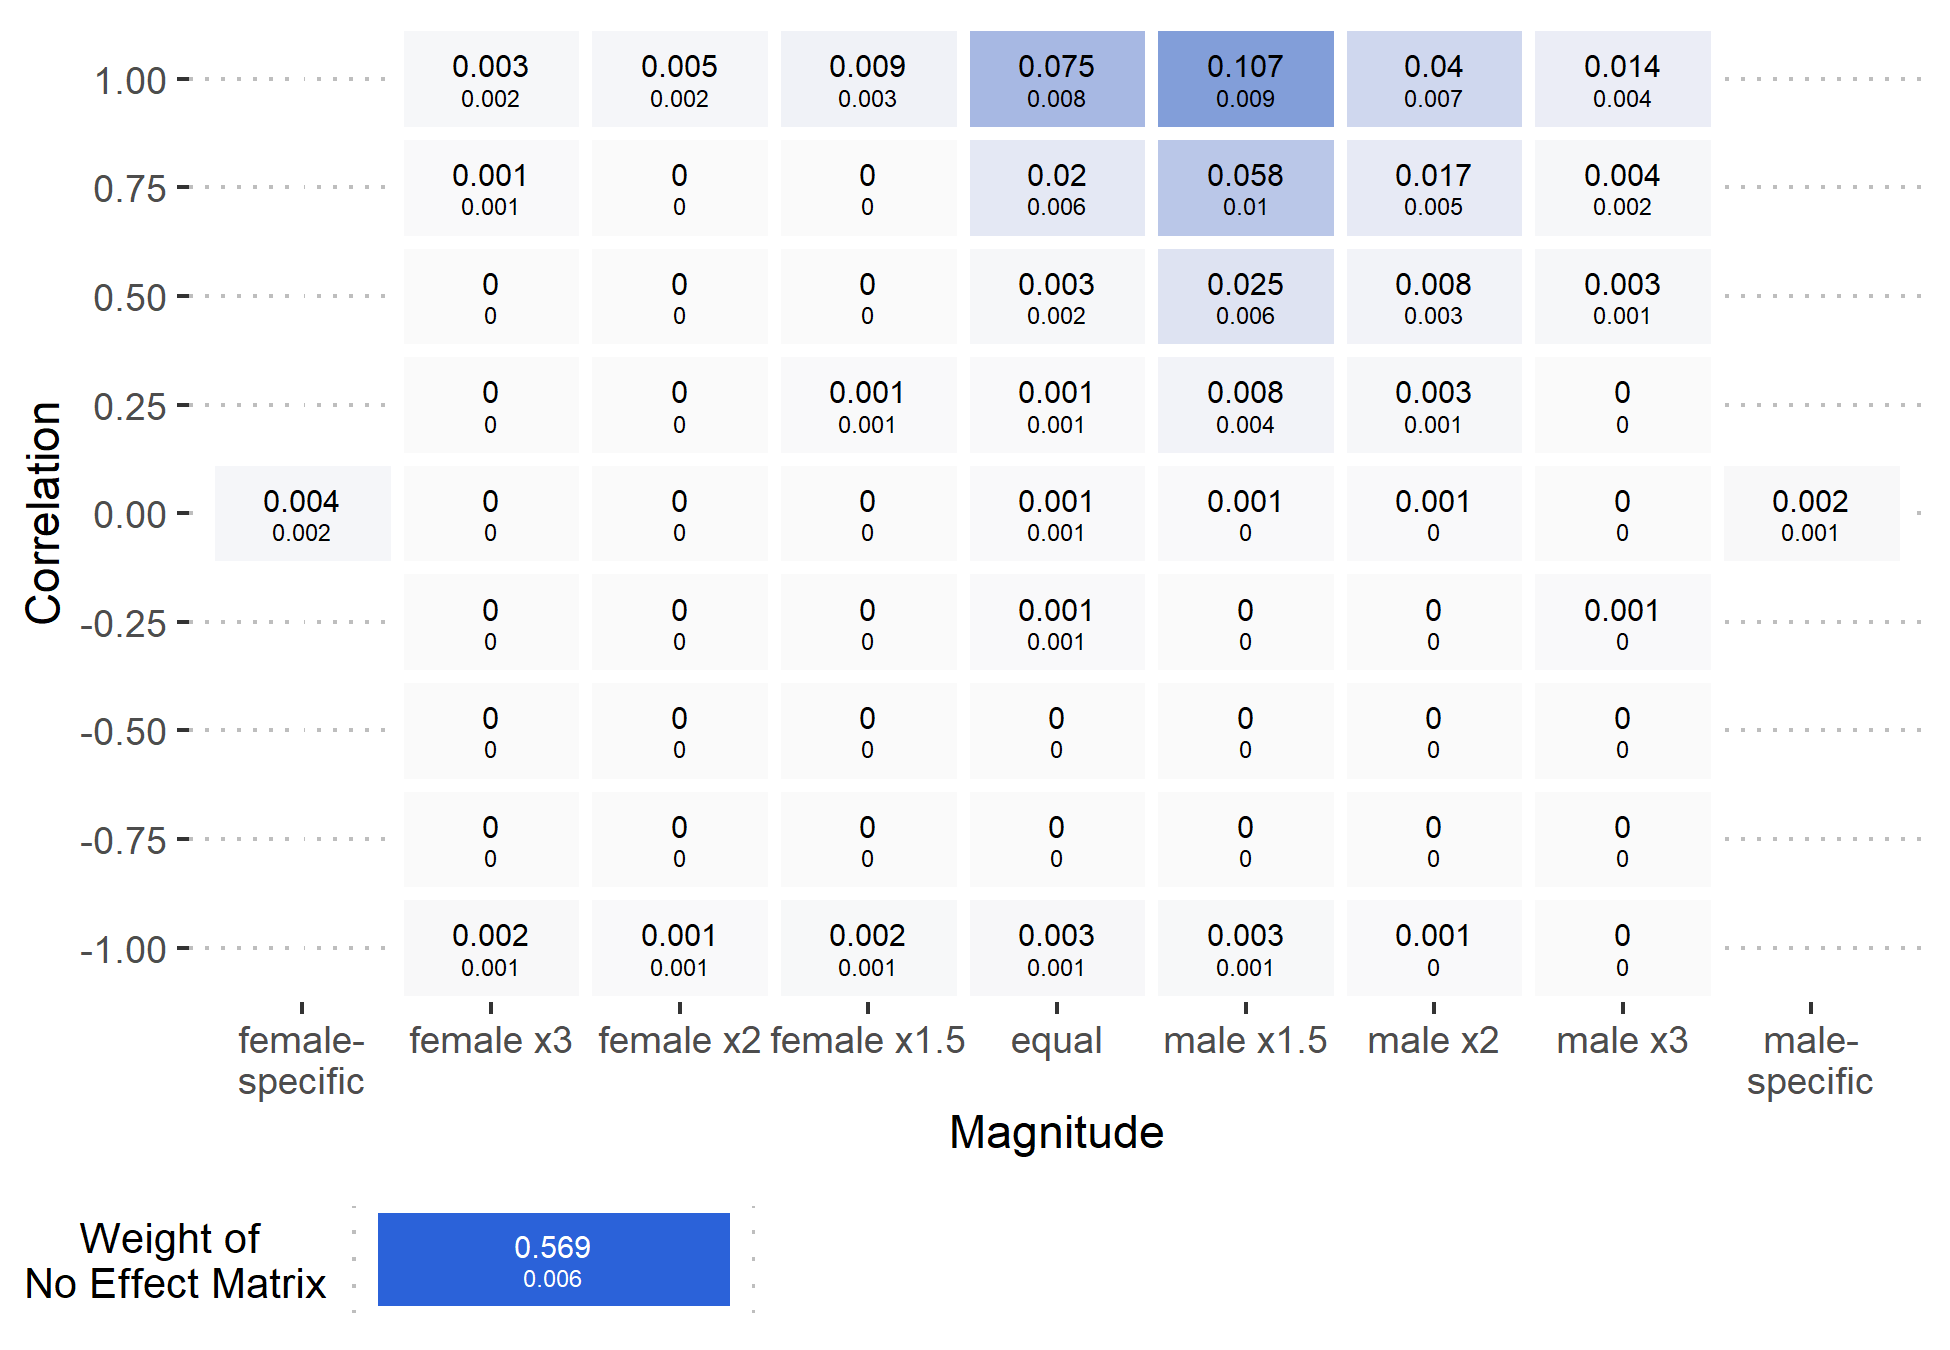 1.00 0.003 0.005 0.009 0.075 0.107 0.04 0.014
0.002 0.002 0.003 0.008 0.009 0.007 0.004
0.75 0.001 0 0 0.02 0.058 0.017 0.004
0.001 0 0 0.006 0.01 0.005 0.002
0.50 0 0 0 0.003 0.025 0.008 0.003
0 0 0 0.002 0.006 0.003 0.001
0.25 0 0 0.001 0.001 0.008 0.003 0
0 0 0.001 0.001 0.004 0.001 0
Correlation
0.00 0.004 0 0 0 0.001 0.001 0.001 0 0.002
0.002 0 0 0 0.001 0 0 0 0.001
-0.25 0 0 0 0.001 0 0 0.001
0 0 0 0.001 0 0 0
-0.50 0 0 0 0 0 0 0
0 0 0 0 0 0 0
-0.75 0 0 0 0 0 0 0
0 0 0 0 0 0 0
-1.00 0.002 0.001 0.002 0.003 0.003 0.001 0
0.001 0.001 0.001 0.001 0.001 0 0
female- female x3 female x2 female x1.5 equal male x1.5 male x2 male x3 male-
specific specific
Magnitude
Weight of
No Effect Matrix
0.569
0.006